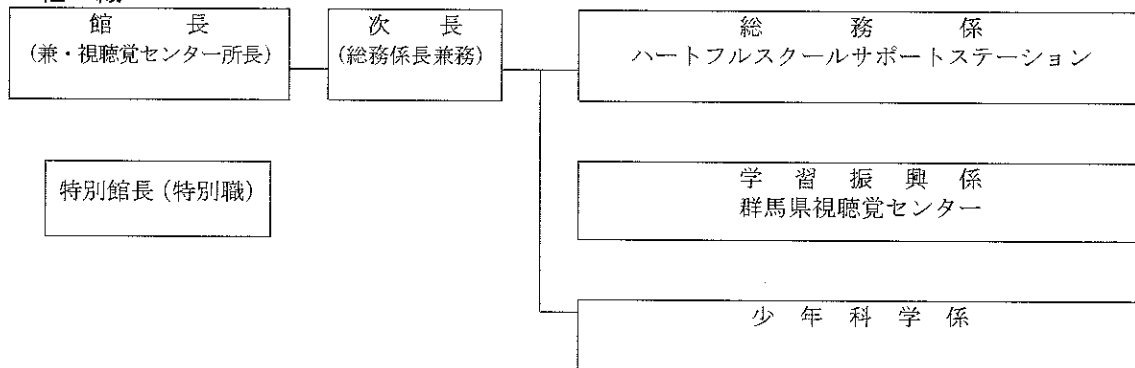 館長
(兼・視聴覚センター所長)
次長
(総務係長兼務)
総務係
ハートフルスクールサポートステーション
特別館長(特別職)
学習振興係
群馬県視聴覚センター
少年科学係